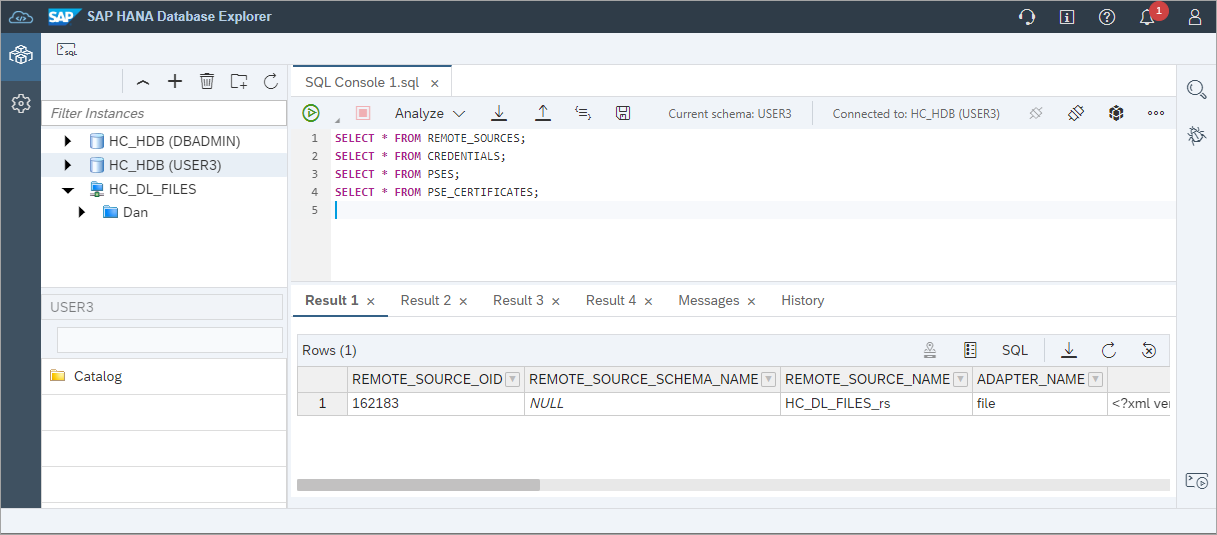 SAP SAP HANA Database Explorer 1
SQL
Filter Instances
HC_HDB (DBADMIN)
HC_HDB (USER3)
HC_DL_FILES
Dan
USER3
Catalog
SQL Console 1.sql
Analyze Current schema: USER3 Connected to: HC_HDB (USER3)
1 SELECT * FROM REMOTE_SOURCES;
2 SELECT * FROM CREDENTIALS;
3 SELECT * FROM PSES;
4 SELECT * FROM PSE_CERTIFICATES;
5
Result 1 Result 2 Result 3 Result 4 Messages History
Rows (1) SQL
REMOTE_SOURCE_OID REMOTE_SOURCE_SCHEMA_NAME REMOTE_SOURCE_NAME ADAPTER_NAME
1 162183 NULL HC_DL_FILES_rs file <?xml ver